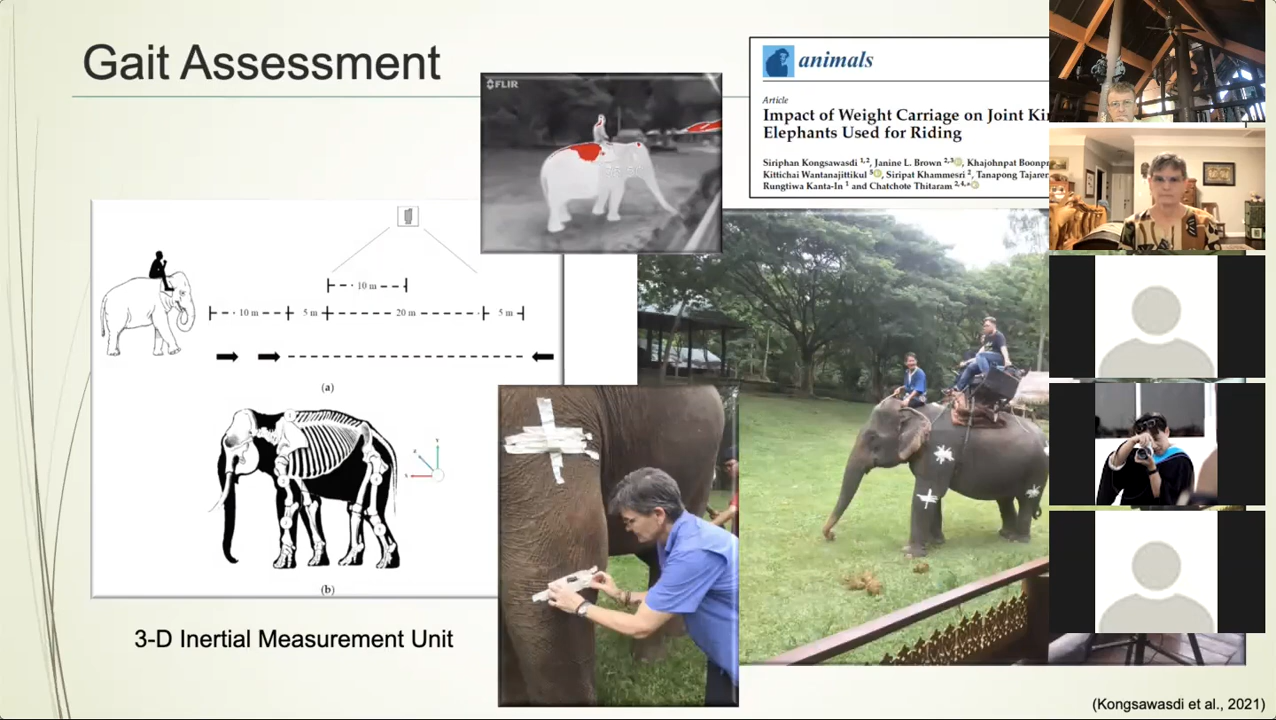 Gait Assessment
FLIR
animals
Article
Impact of Weight Carriage on Joint Ki
Elephants Used for Riding
Siriphan Kongsawasdi 1,2, Janine L. Brown 2,3, Khajohnpat Boonpr
Kittichai Wantanajittikul 5, Siripat Khammesri 2, Tanapong Tajaren
Rungtiwa Kanta-In 1 and Chatchote Thitaram 2,4,*
10 m
10 m
5 m
20 m
5 m
(a)
Y
Z
X
(b)
3-D Inertial Measurement Unit
(Kongsawasdi et al., 2021)